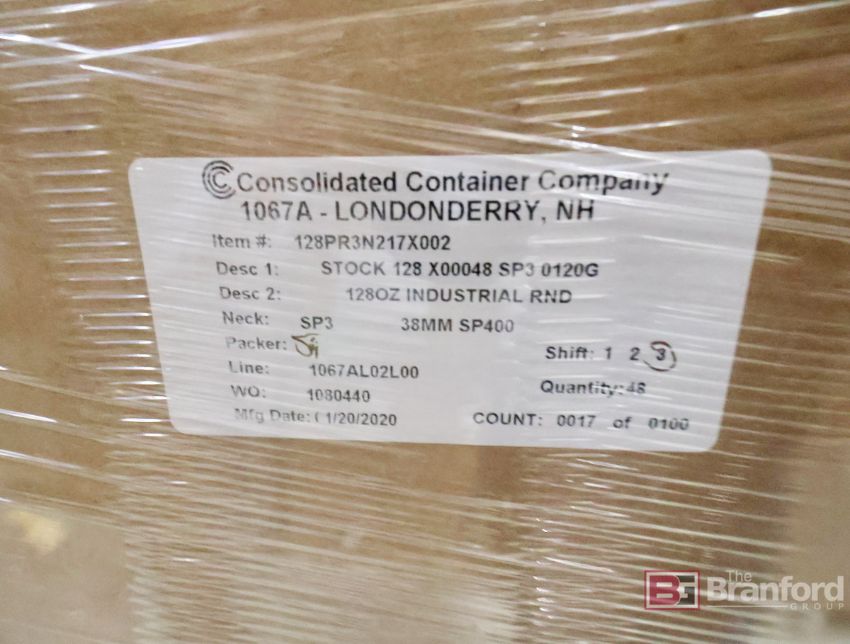 Consolidated Container Company
1067A - LONDONDERRY, NH
Item #: 128PR3N217X002
Desc 1: STOCK 128 X00048 SP3 0120G
Desc 2: 128OZ INDUSTRIAL RND
Neck: SP3 38MM SP400
Packer:
Shift: 1 2 3
Line: 1067AL02L00
Quantity: 48
WO: 1080440
Mfg Date: 01/20/2020
COUNT: 0017 of 0100
BG The Branford GROUP